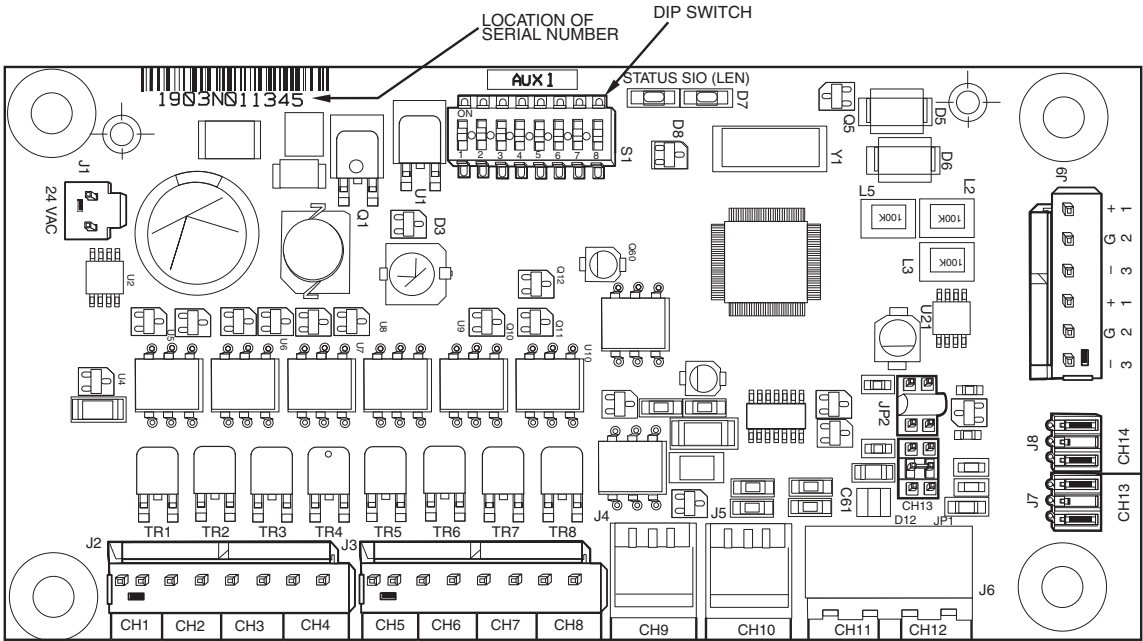 LOCATION OF
SERIAL NUMBER
DIP SWITCH
1903N011345
AUX 1
STATUS SIO (LEN)
D7
ON
1 2 3 4 5 6 7 8
S1
D8
Y1
Q5
D5
D6
J9
L5
L2
100K
100K
L3
100K
J1
24 VAC
Q1
U1
D3
U2
Q60
Q12
U21
+ 1
G 2
– 3
+ 1
G 2
– 3
U5
U6
U7
U8
U9
Q10
Q11
U10
U4
JP2
J8
CH14
J7
CH13
CH13
C61
D12
JP1
TR1
TR2
TR3
TR4
TR5
TR6
TR7
TR8
J2
J3
J4
J5
J6
CH1
CH2
CH3
CH4
CH5
CH6
CH7
CH8
CH9
CH10
CH11
CH12